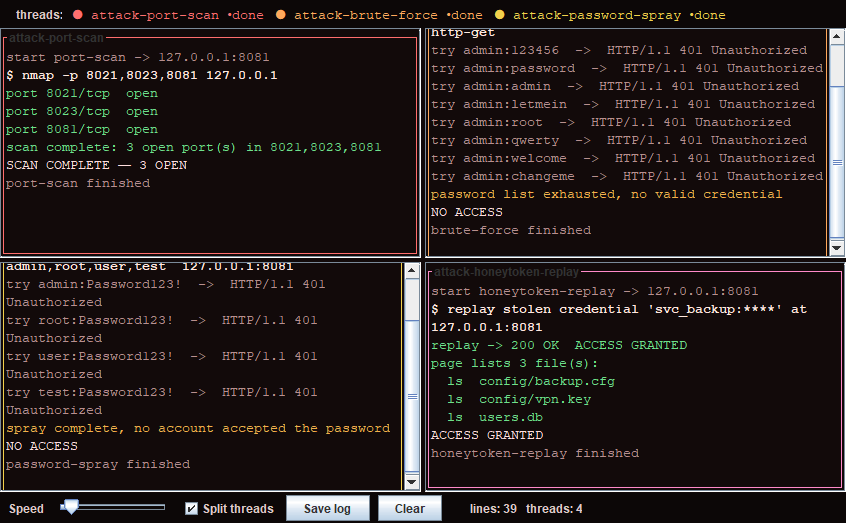 threads: attack-port-scan •done attack-brute-force •done attack-password-spray •done
attack-port-scan
start port-scan -> 127.0.0.1:8081
$ nmap -p 8021,8023,8081 127.0.0.1
port 8021/tcp open
port 8023/tcp open
port 8081/tcp open
scan complete: 3 open port(s) in 8021,8023,8081
SCAN COMPLETE — 3 OPEN
port-scan finished
http-get
try admin:123456 -> HTTP/1.1 401 Unauthorized
try admin:password -> HTTP/1.1 401 Unauthorized
try admin:admin -> HTTP/1.1 401 Unauthorized
try admin:letmein -> HTTP/1.1 401 Unauthorized
try admin:root -> HTTP/1.1 401 Unauthorized
try admin:qwerty -> HTTP/1.1 401 Unauthorized
try admin:welcome -> HTTP/1.1 401 Unauthorized
try admin:changeme -> HTTP/1.1 401 Unauthorized
password list exhausted, no valid credential
NO ACCESS
brute-force finished
admin,root,user,test 127.0.0.1:8081
try admin:Password123! -> HTTP/1.1 401
Unauthorized
try root:Password123! -> HTTP/1.1 401
Unauthorized
try user:Password123! -> HTTP/1.1 401
Unauthorized
try test:Password123! -> HTTP/1.1 401
Unauthorized
spray complete, no account accepted the password
NO ACCESS
password-spray finished
attack-honeytoken-replay
start honeytoken-replay -> 127.0.0.1:8081
$ replay stolen credential 'svc_backup:****' at
127.0.0.1:8081
replay -> 200 OK ACCESS GRANTED
page lists 3 file(s):
ls config/backup.cfg
ls config/vpn.key
ls users.db
ACCESS GRANTED
honeytoken-replay finished
Speed Split threads Save log Clear lines: 39 threads: 4